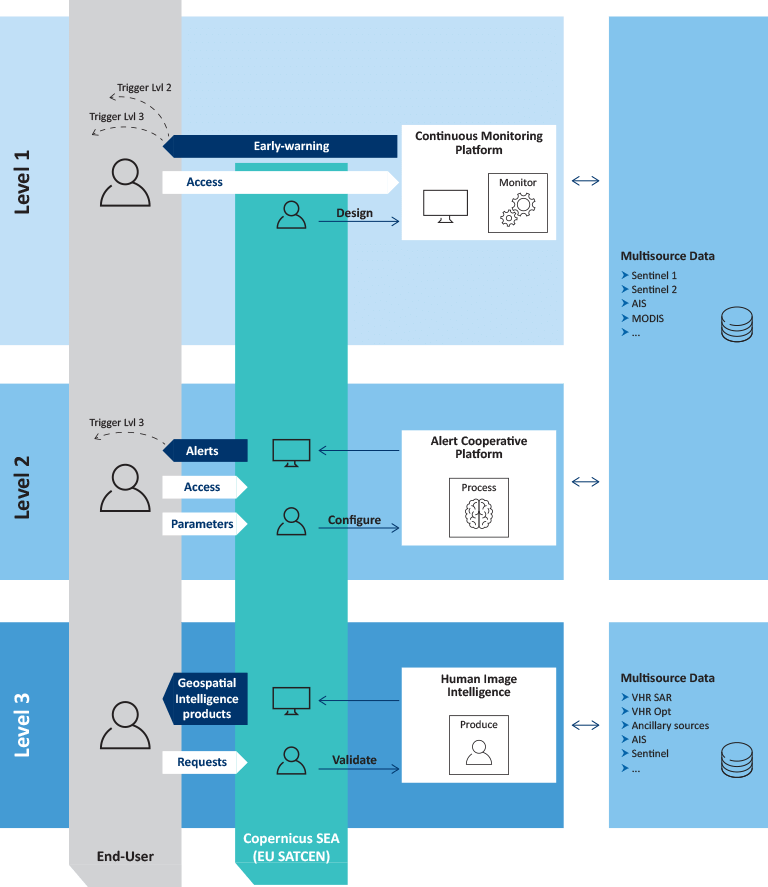 Level 1
Trigger Lvl 2
Trigger Lvl 3
Early-warning
Access
Design
Continuous Monitoring
Platform
Monitor
Multisource Data
Sentinel 1
Sentinel 2
AIS
MODIS
...
Level 2
Trigger Lvl 3
Alerts
Access
Parameters
Configure
Alert Cooperative
Platform
Process
Level 3
Geospatial
Intelligence
products
Requests
Validate
Human Image
Intelligence
Produce
Multisource Data
VHR SAR
VHR Opt
Ancillary sources
AIS
Sentinel
...
End-User
Copernicus SEA
(EU SATCEN)